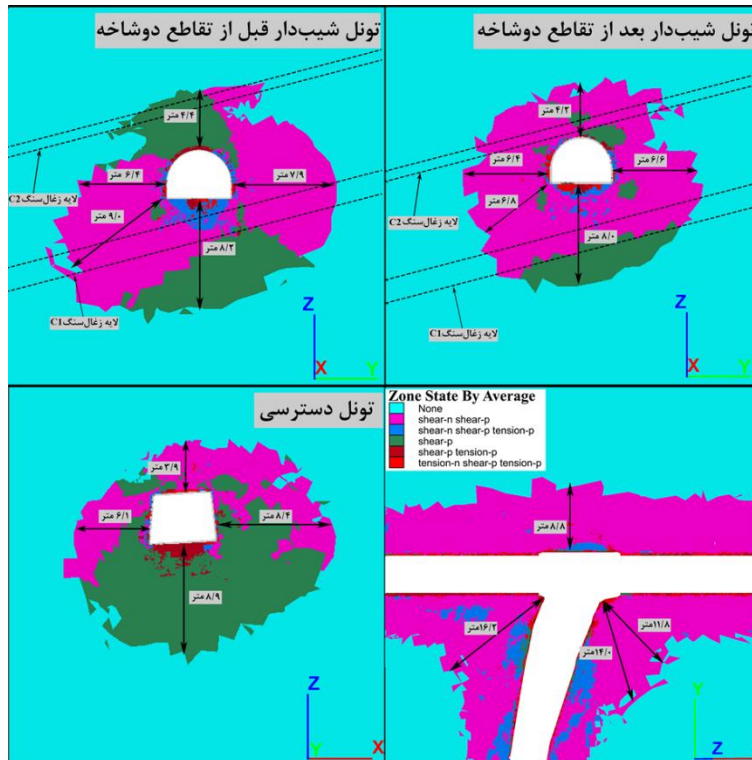 تونل شیب‌دار قبل از تقاطع دوشاخه
۴/۴ متر
۶/۴ متر
۷/۹ متر
۹/۰ متر
۸/۲ متر
لایه زغال‌سنگ C2
لایه زغال‌سنگ C1
Z
X
Y
تونل شیب‌دار بعد از تقاطع دوشاخه
۴/۲ متر
۶/۴ متر
۶/۶ متر
۶/۸ متر
۸/۰ متر
لایه زغال‌سنگ C2
لایه زغال‌سنگ C1
Z
X
Y
تونل دسترسی
۳/۹ متر
۶/۱ متر
۸/۴ متر
۸/۹ متر
Z
Y
X
Zone State By Average
None
shear-n shear-p
shear-n shear-p tension-p
shear-p
shear-p tension-p
tension-n shear-p tension-p
۸/۸ متر
۱۶/۲ متر
۱۴/۰ متر
۱۱/۸ متر
Y
X
Z